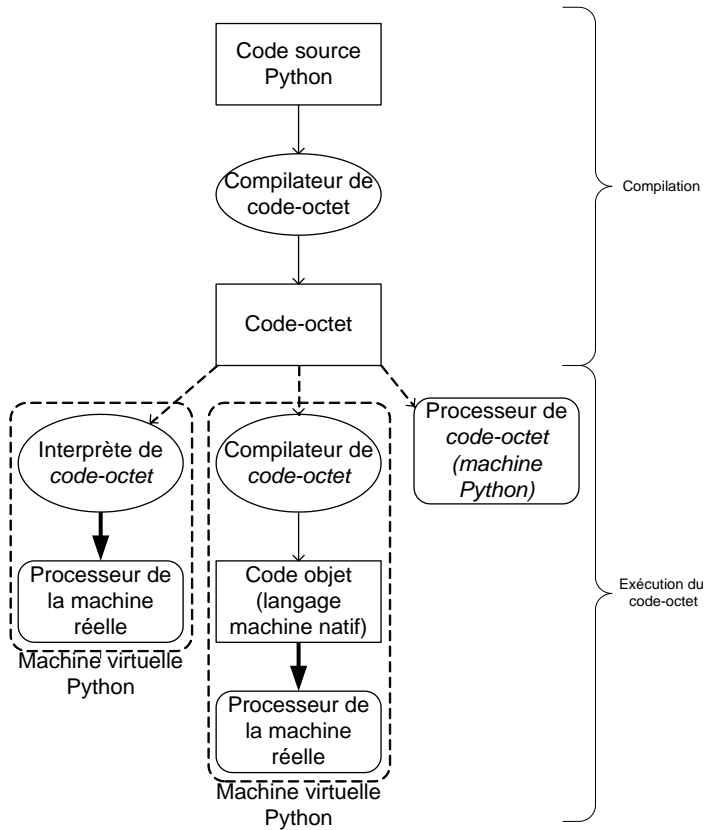 Code source
Python
Compilateur de
code-octet
Compilation
Code-octet
Interprète de
code-octet
Compilateur de
code-octet
Processeur de
code-octet
(machine
Python)
Processeur de
la machine
réelle
Code objet
(langage
machine natif)
Exécution du
code-octet
Machine virtuelle
Python
Processeur de
la machine
réelle
Machine virtuelle
Python